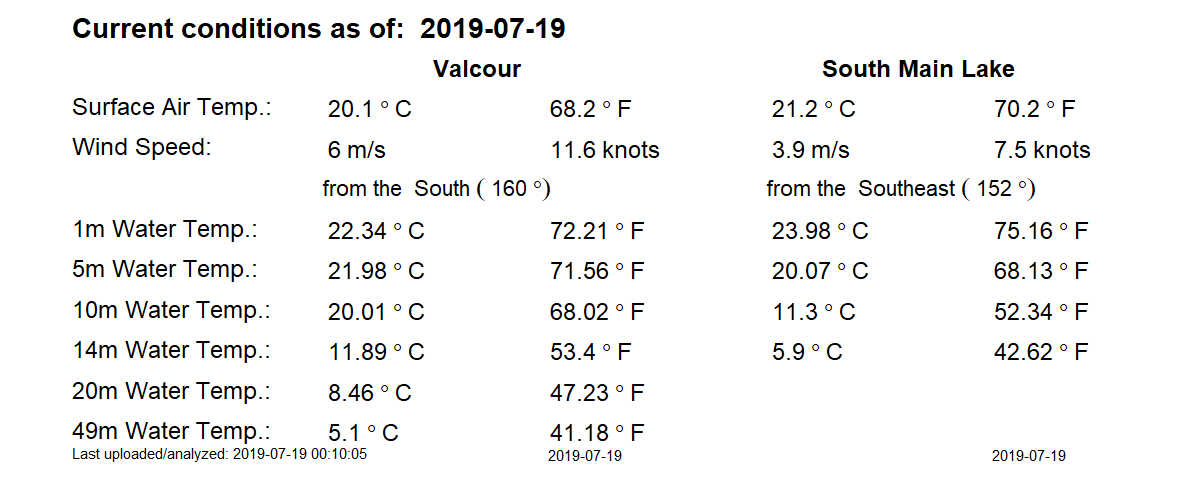 Current conditions as of: 2019-07-19
Valcour South Main Lake
Surface Air Temp.: 20.1 ° C 68.2 ° F 21.2 ° C 70.2 ° F
Wind Speed: 6 m/s 11.6 knots 3.9 m/s 7.5 knots
from the South ( 160 °) from the Southeast ( 152 °)
1m Water Temp.: 22.34 ° C 72.21 ° F 23.98 ° C 75.16 ° F
5m Water Temp.: 21.98 ° C 71.56 ° F 20.07 ° C 68.13 ° F
10m Water Temp.: 20.01 ° C 68.02 ° F 11.3 ° C 52.34 ° F
14m Water Temp.: 11.89 ° C 53.4 ° F 5.9 ° C 42.62 ° F
20m Water Temp.: 8.46 ° C 47.23 ° F
49m Water Temp.: 5.1 ° C 41.18 ° F
Last uploaded/analyzed: 2019-07-19 00:10:05 2019-07-19 2019-07-19